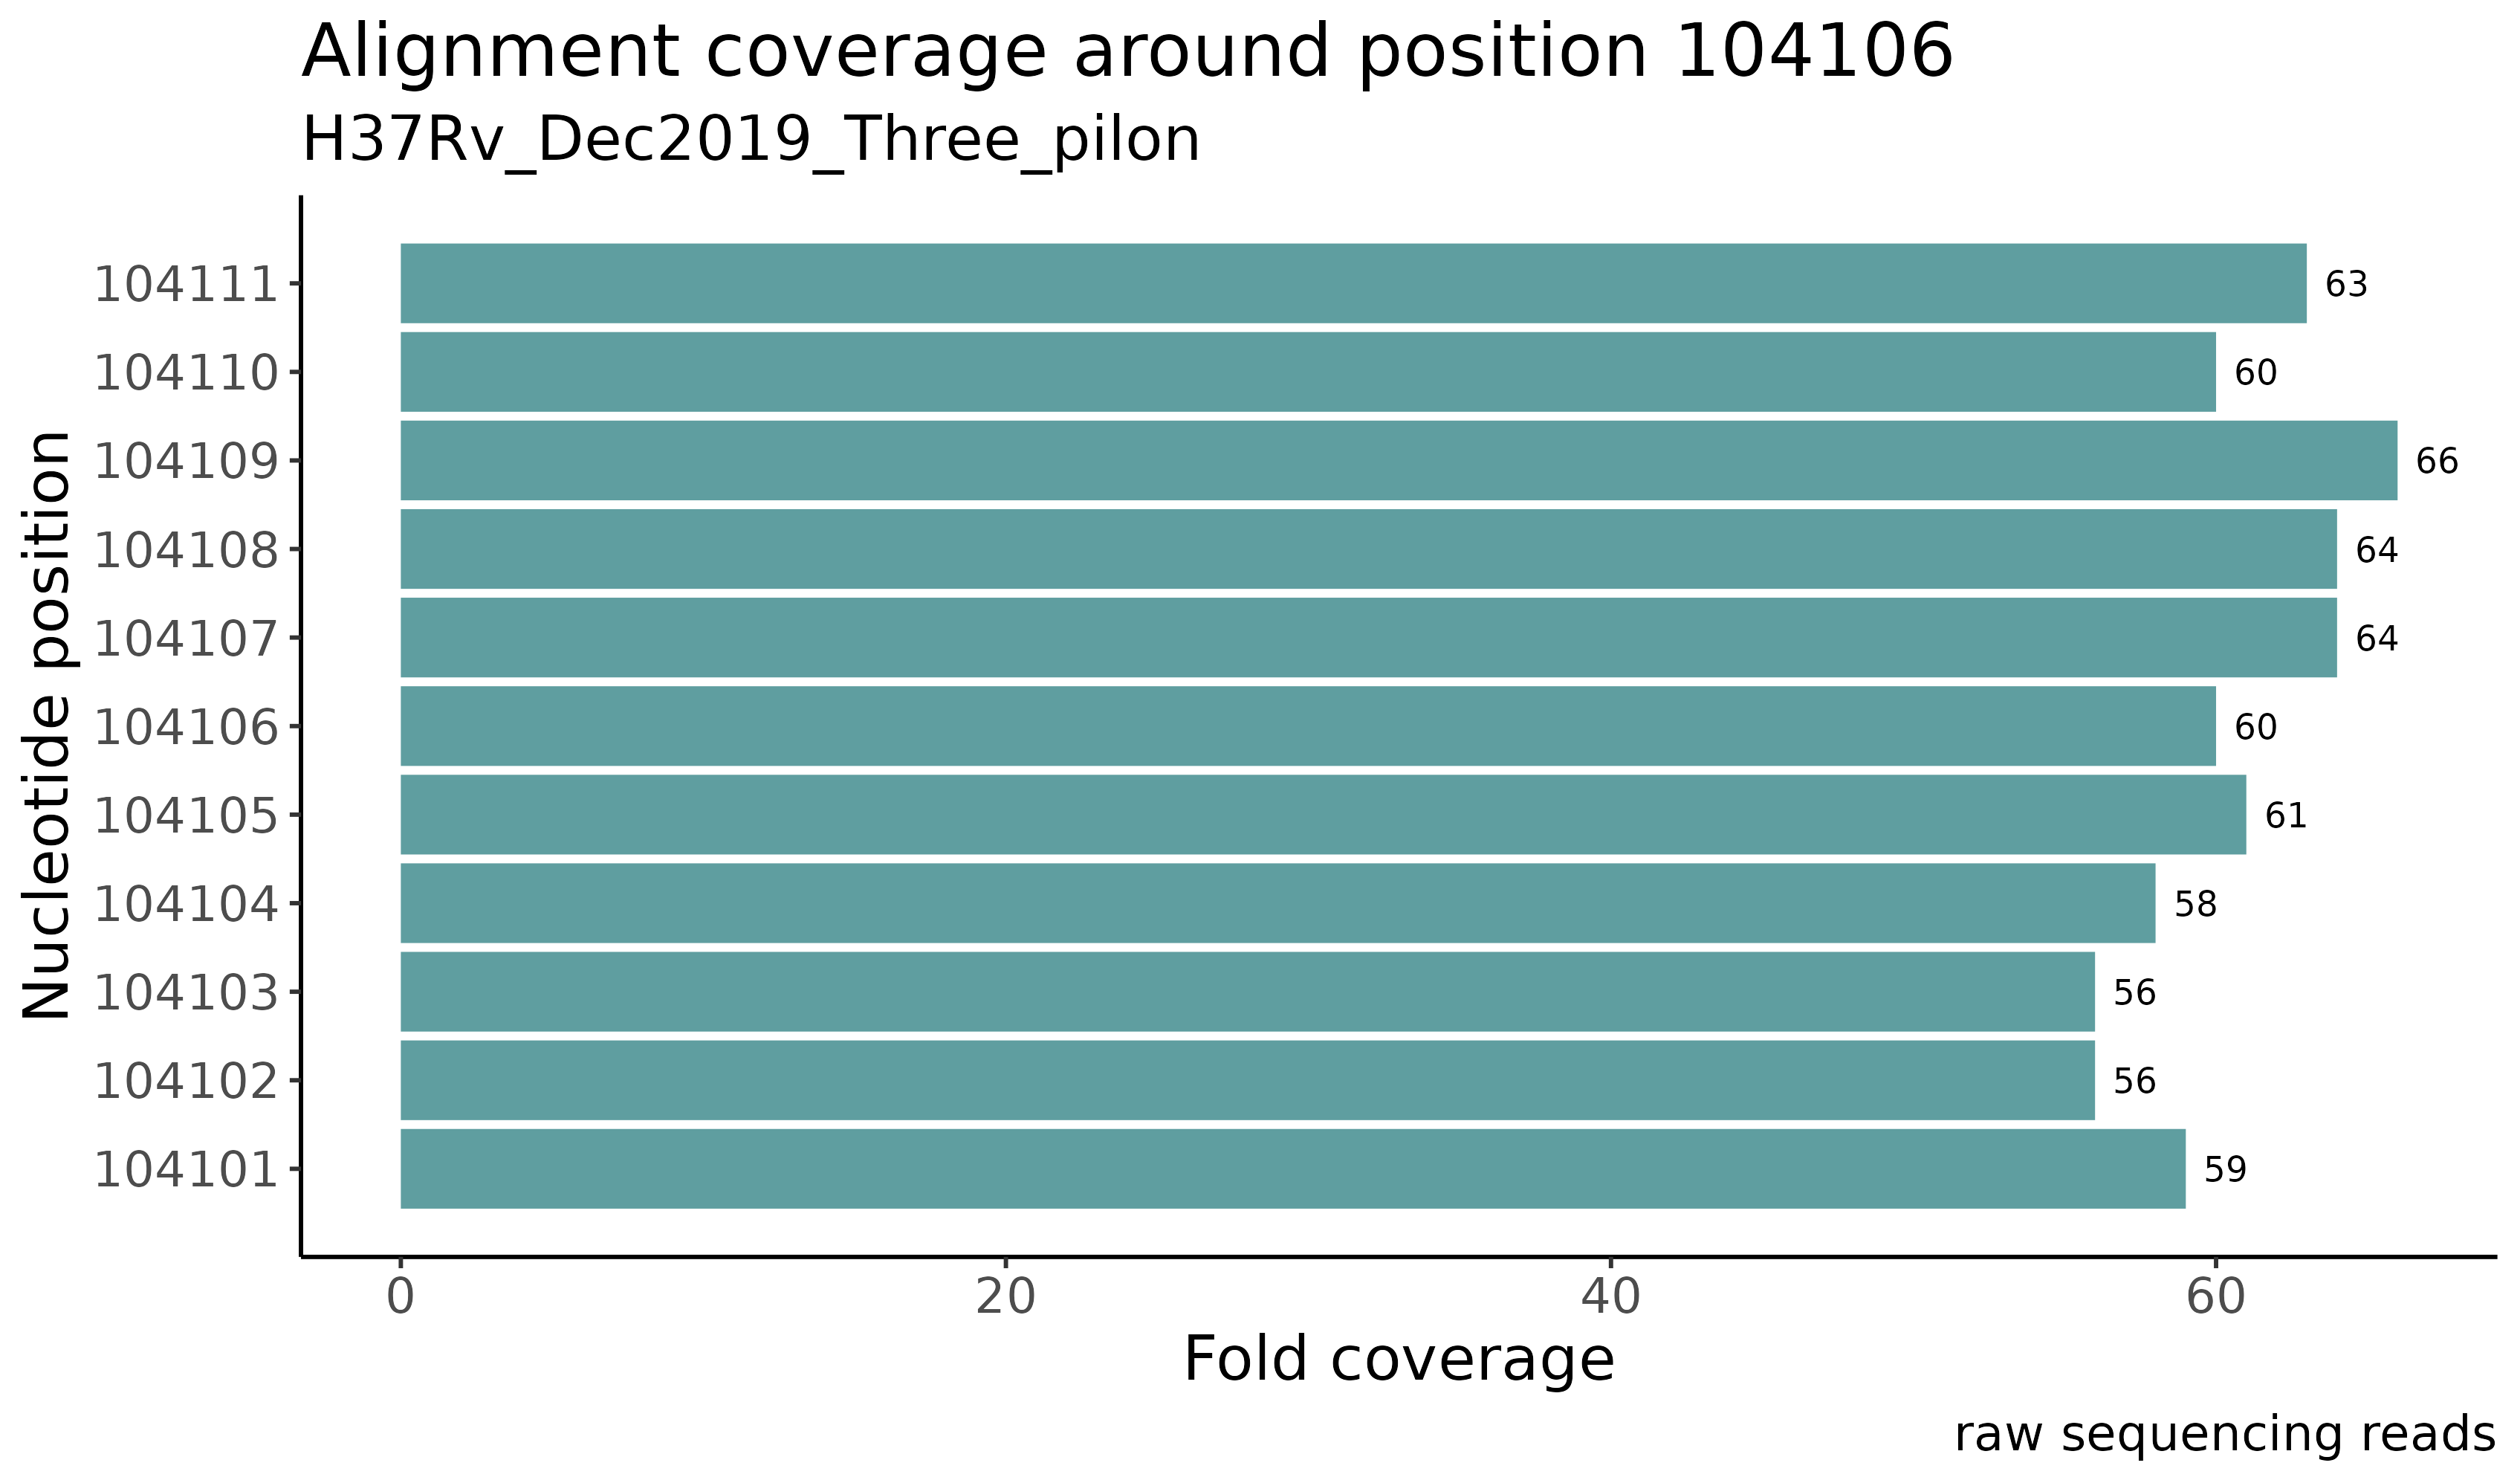 Alignment coverage around position 104106
H37Rv_Dec2019_Three_pilon
Nucleotide position
104111 63
104110 60
104109 66
104108 64
104107 64
104106 60
104105 61
104104 58
104103 56
104102 56
104101 59
0 20 40 60
Fold coverage
raw sequencing reads